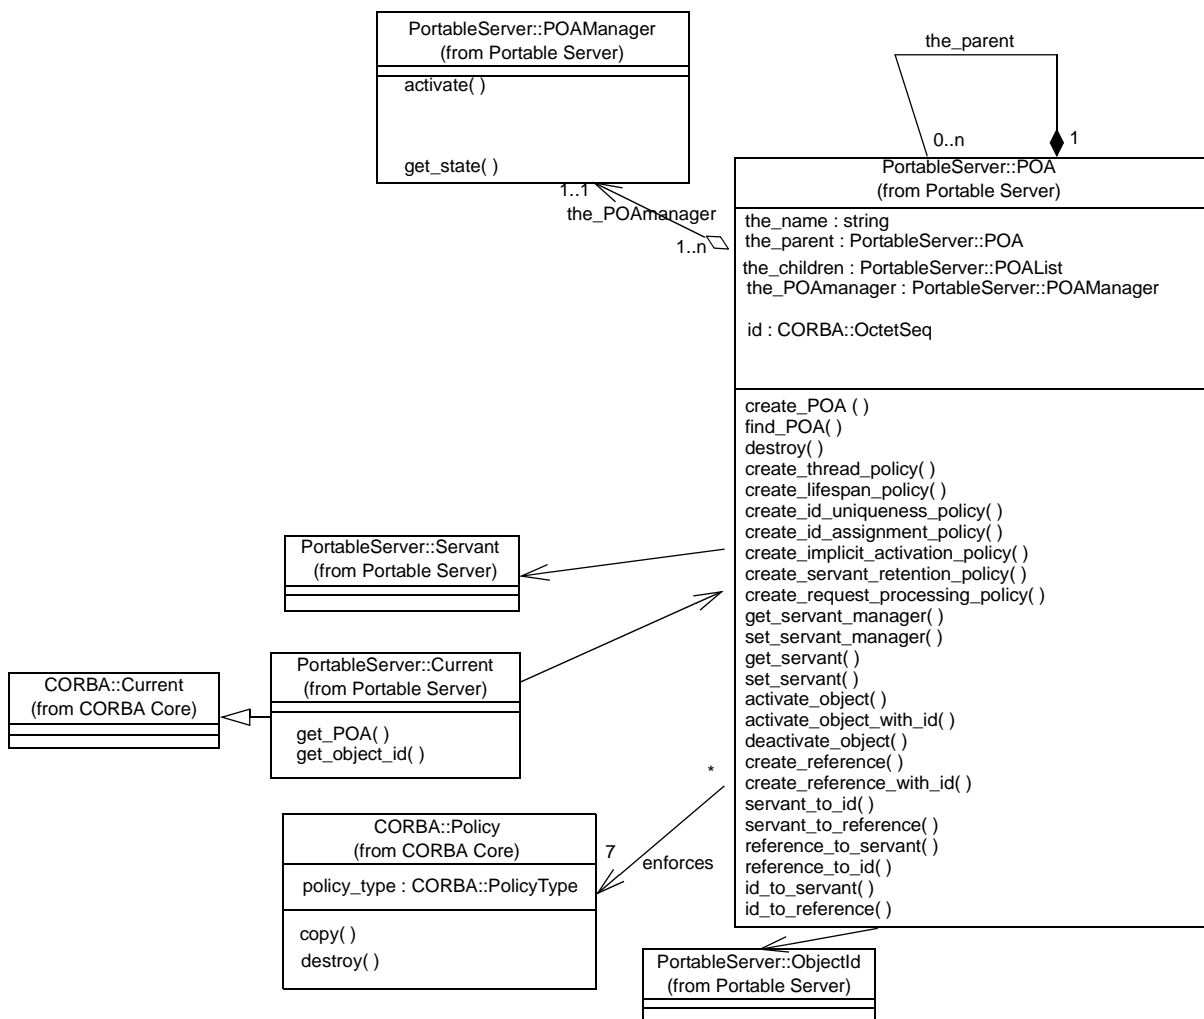 PortableServer::POAManager
(from Portable Server)
activate( )
get_state( )
1..1
the_POAmanager
1..n
the_parent
0..n
1
PortableServer::POA
(from Portable Server)
the_name : string
the_parent : PortableServer::POA
the_children : PortableServer::POAList
the_POAmanager : PortableServer::POAManager
id : CORBA::OctetSeq
create_POA ( )
find_POA( )
destroy( )
create_thread_policy( )
create_lifespan_policy( )
create_id_uniqueness_policy( )
create_id_assignment_policy( )
create_implicit_activation_policy( )
create_servant_retention_policy( )
create_request_processing_policy( )
get_servant_manager( )
set_servant_manager( )
get_servant( )
set_servant( )
activate_object( )
activate_object_with_id( )
deactivate_object( )
create_reference( )
create_reference_with_id( )
servant_to_id( )
servant_to_reference( )
reference_to_servant( )
reference_to_id( )
id_to_servant( )
id_to_reference( )
PortableServer::Servant
(from Portable Server)
PortableServer::Current
(from Portable Server)
get_POA( )
get_object_id( )
CORBA::Current
(from CORBA Core)
*
7
enforces
CORBA::Policy
(from CORBA Core)
policy_type : CORBA::PolicyType
copy( )
destroy( )
PortableServer::ObjectId
(from Portable Server)